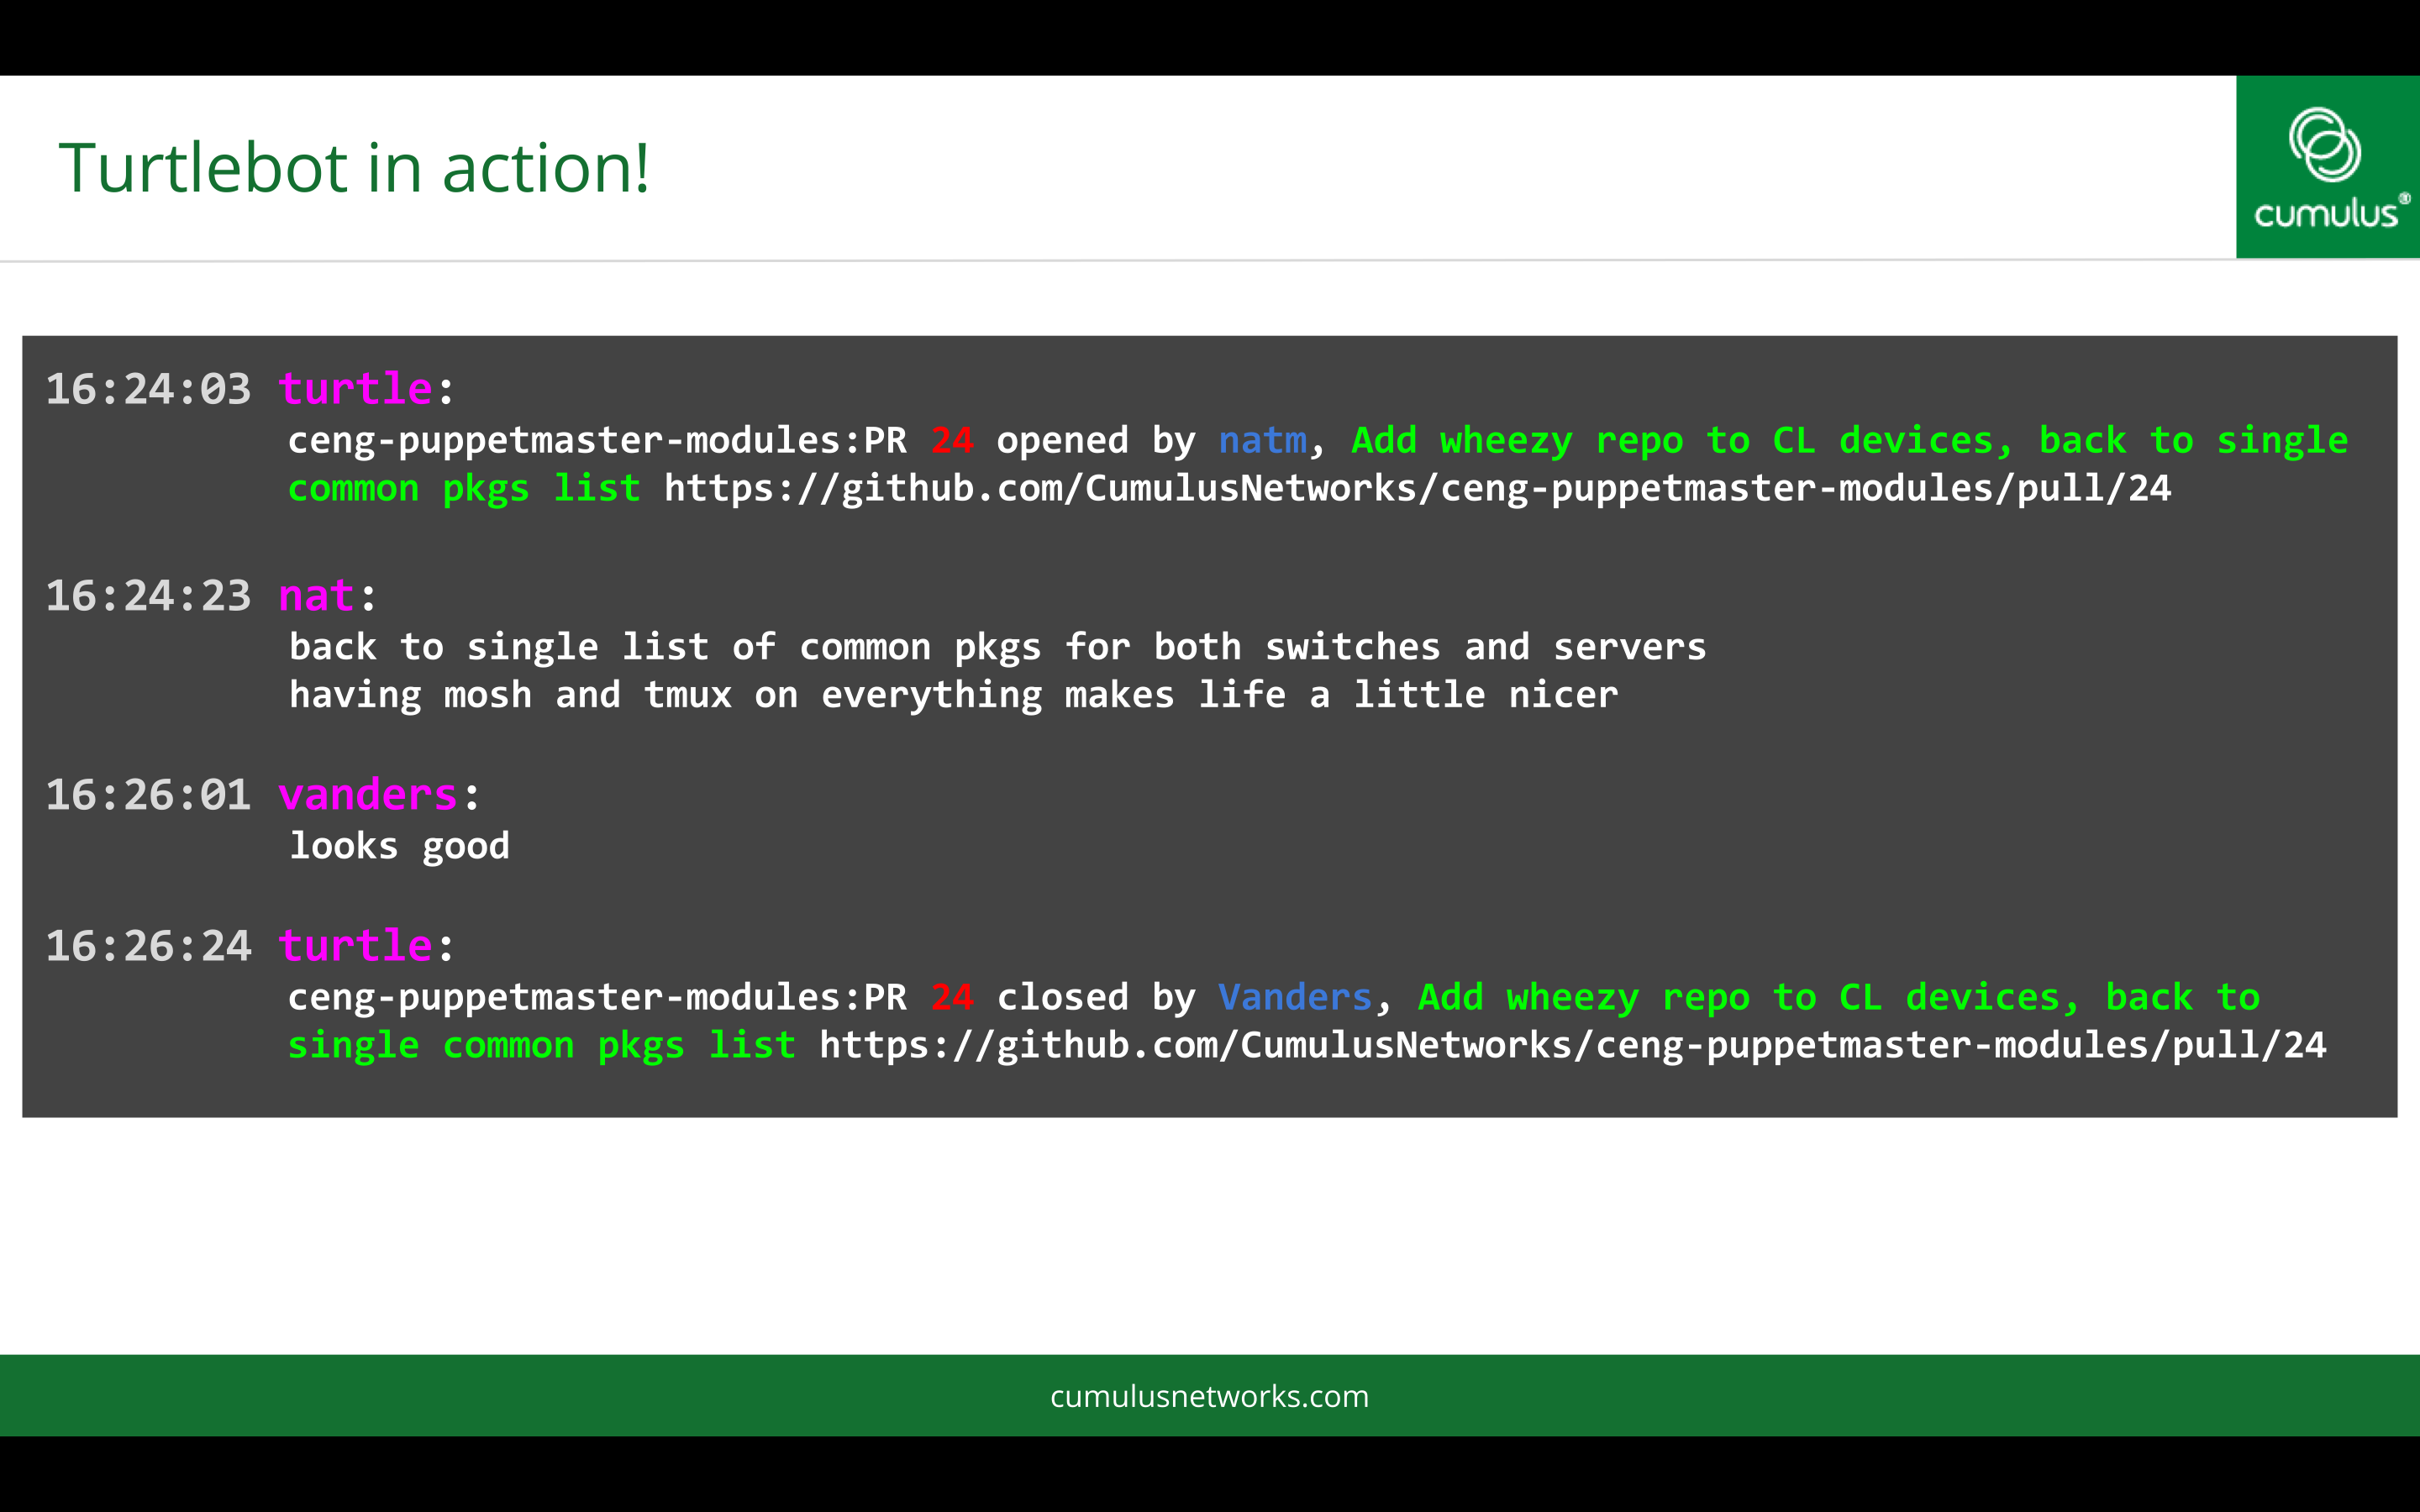 Turtlebot in action!
cumulus®
16:24:03 turtle:
ceng-puppetmaster-modules:PR 24 opened by natm, Add wheezy repo to CL devices, back to single
common pkgs list https://github.com/CumulusNetworks/ceng-puppetmaster-modules/pull/24
16:24:23 nat:
back to single list of common pkgs for both switches and servers
having mosh and tmux on everything makes life a little nicer
16:26:01 vanders:
looks good
16:26:24 turtle:
ceng-puppetmaster-modules:PR 24 closed by Vanders, Add wheezy repo to CL devices, back to
single common pkgs list https://github.com/CumulusNetworks/ceng-puppetmaster-modules/pull/24
cumulusnetworks.com